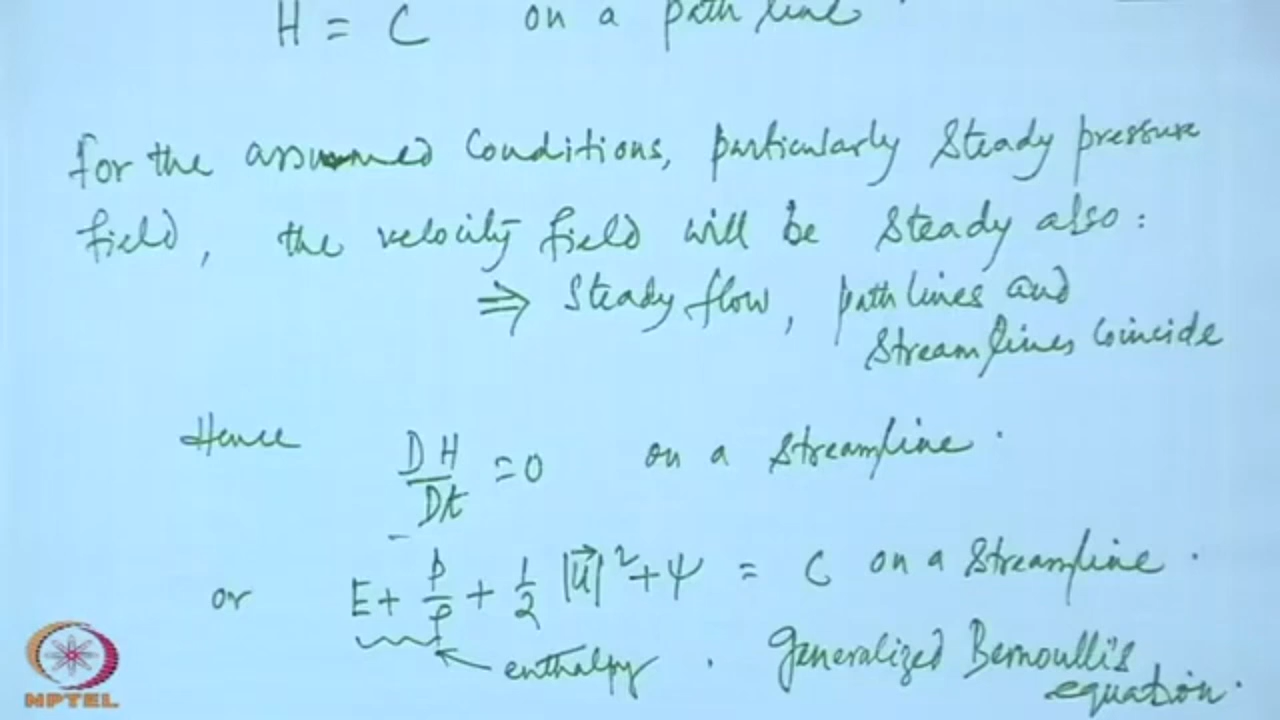 H = C on a path line .
for the assumed conditions, particularly steady pressure
field, the velocity field will be steady also :
⇒ steady flow, path lines and
streamlines coincide
Hence DH/Dt = 0 on a streamline .
or E + p/ρ + 1/2 |u⃗|² + ψ = C on a streamline .
enthalpy . Generalized Bernoulli's
equation .
NPTEL